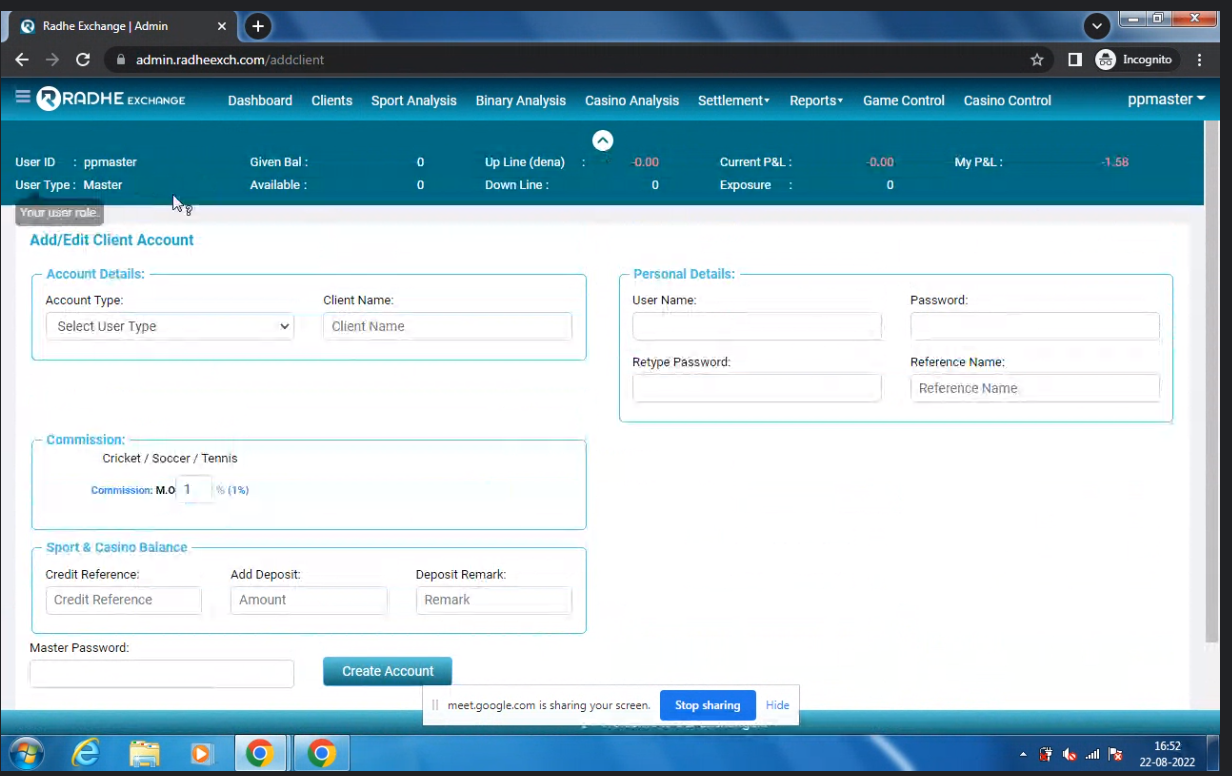 Radhe Exchange | Admin
admin.radheexch.com/addclient
Incognito
RADHE EXCHANGE
Dashboard Clients Sport Analysis Binary Analysis Casino Analysis Settlement Reports Game Control Casino Control ppmaster
User ID : ppmaster Given Bal : 0 Up Line (dena) : -0.00 Current P&L : -0.00 My P&L : -1.58
User Type : Master Available : 0 Down Line : 0 Exposure : 0
Your user role.
Add/Edit Client Account
Account Details: Personal Details:
Account Type: Client Name: User Name: Password:
Select User Type Client Name
Retype Password: Reference Name:
Reference Name
Commission:
Cricket / Soccer / Tennis
Commission: M.O 1 % (1%)
Sport & Casino Balance
Credit Reference: Add Deposit: Deposit Remark:
Credit Reference Amount Remark
Master Password:
Create Account
meet.google.com is sharing your screen. Stop sharing Hide
16:52
22-08-2022